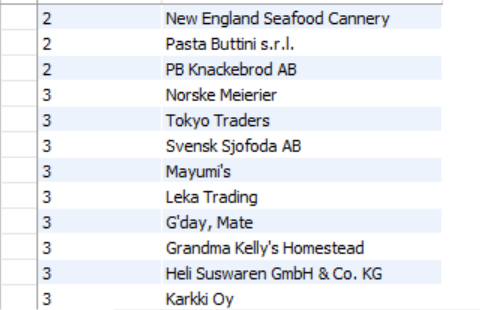 2 New England Seafood Cannery
2 Pasta Buttini s.r.l.
2 PB Knackebrod AB
3 Norske Meierier
3 Tokyo Traders
3 Svensk Sjofoda AB
3 Mayumi's
3 Leka Trading
3 G'day, Mate
3 Grandma Kelly's Homestead
3 Heli Suswaren GmbH & Co. KG
3 Karkki Oy